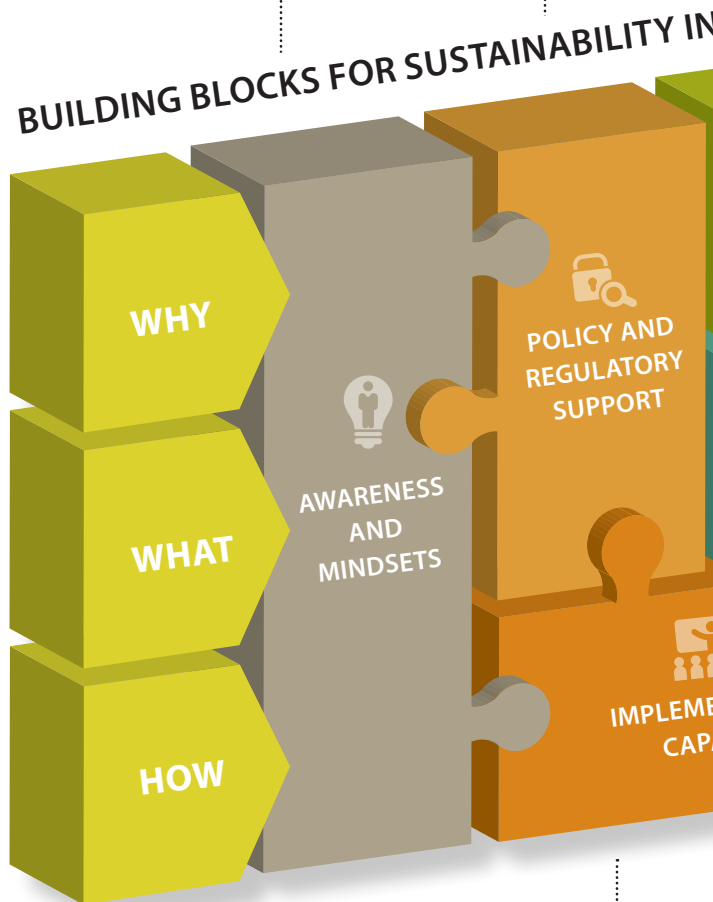 BUILDING BLOCKS FOR SUSTAINABILITY IN
WHY
WHAT
HOW
AWARENESS
AND
MINDSETS
POLICY AND
REGULATORY
SUPPORT